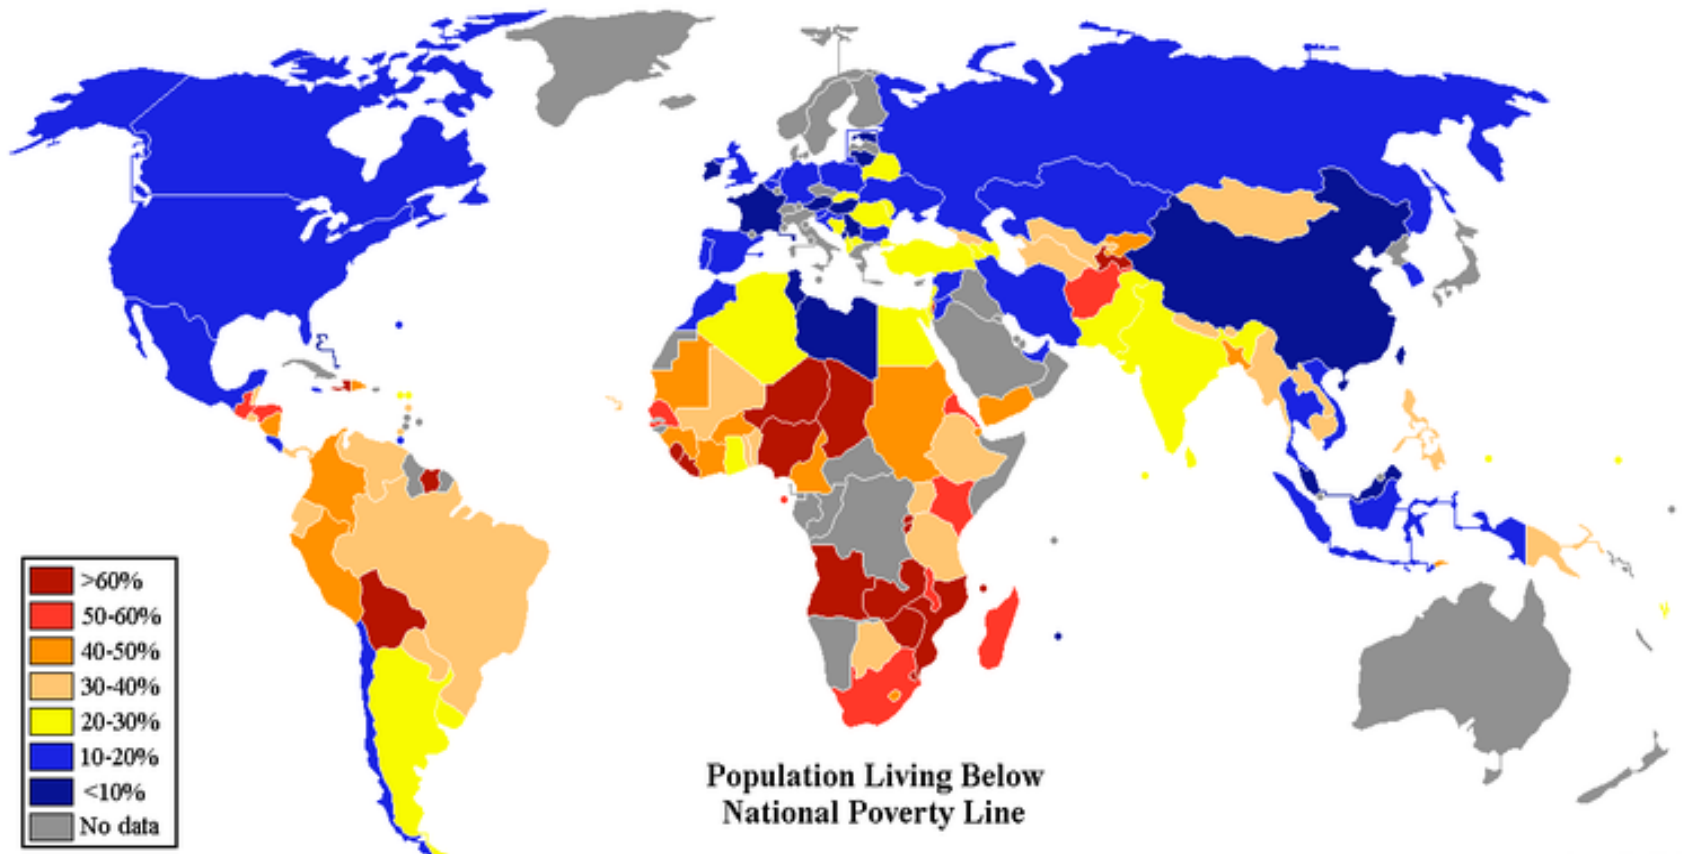 >60%
50-60%
40-50%
30-40%
20-30%
10-20%
<10%
No data
Population Living Below
National Poverty Line